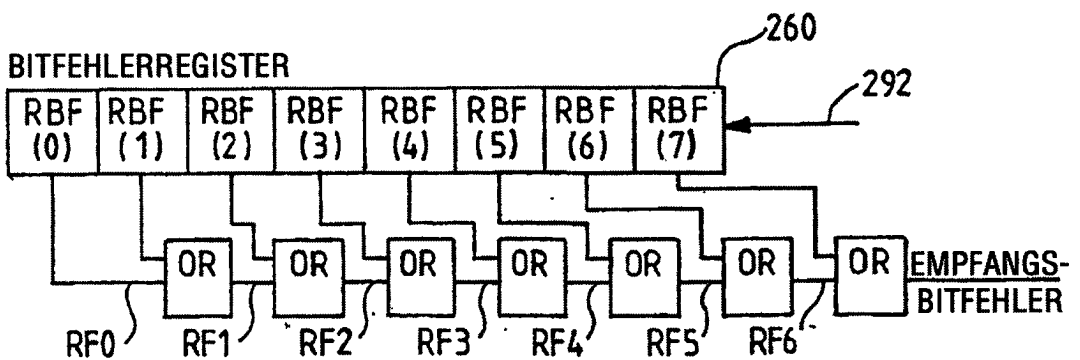 260
BITFEHLERREGISTER
292
RBF RBF RBF RBF RBF RBF RBF RBF
(0) (1) (2) (3) (4) (5) (6) (7)
OR OR OR OR OR OR OR EMPFANGS-
BITFEHLER
RF0 RF1 RF2 RF3 RF4 RF5 RF6